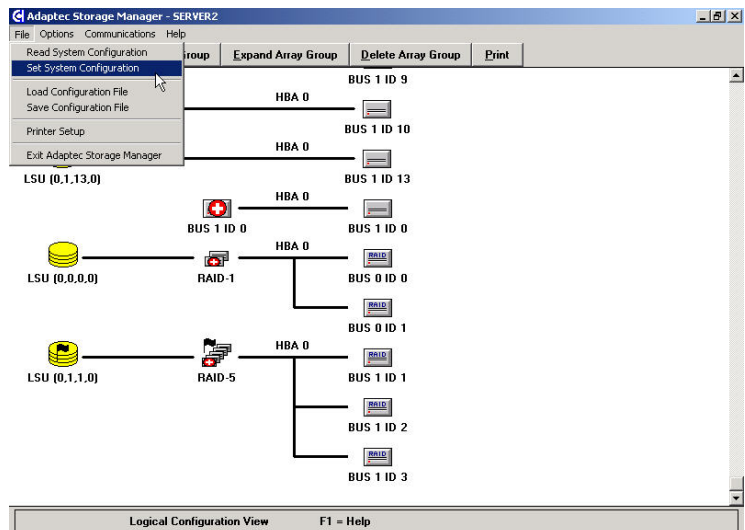 Adaptec Storage Manager - SERVER2
File Options Communications Help
Read System Configuration
Set System Configuration
Load Configuration File
Save Configuration File
Printer Setup
Exit Adaptec Storage Manager
Expand Array Group
Delete Array Group
Print
BUS 1 ID 9
HBA 0
BUS 1 ID 10
HBA 0
LSU (0,1,13,0)
BUS 1 ID 13
HBA 0
BUS 1 ID 0
BUS 1 ID 0
HBA 0
RAID
LSU (0,0,0,0)
RAID-1
BUS 0 ID 0
RAID
BUS 0 ID 1
HBA 0
RAID
LSU (0,1,1,0)
RAID-5
BUS 1 ID 1
RAID
BUS 1 ID 2
RAID
BUS 1 ID 3
Logical Configuration View F1 = Help